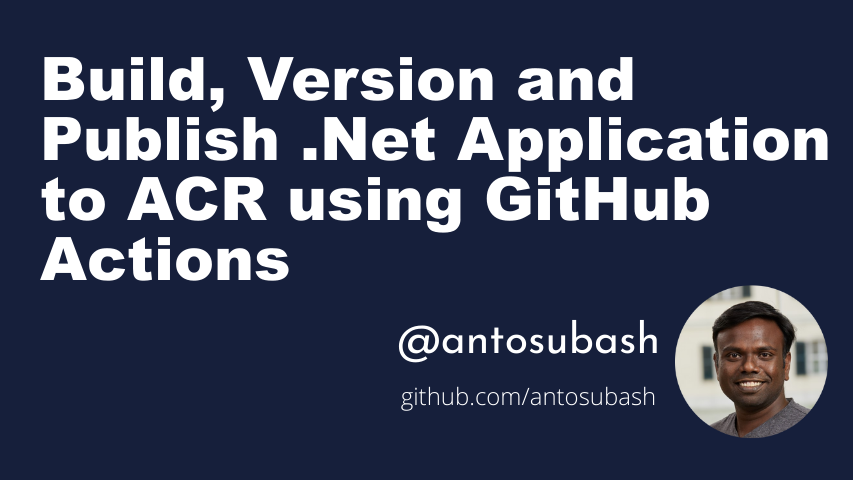 Build, Version and
Publish .Net Application
to ACR using GitHub
Actions
@antosubash
github.com/antosubash